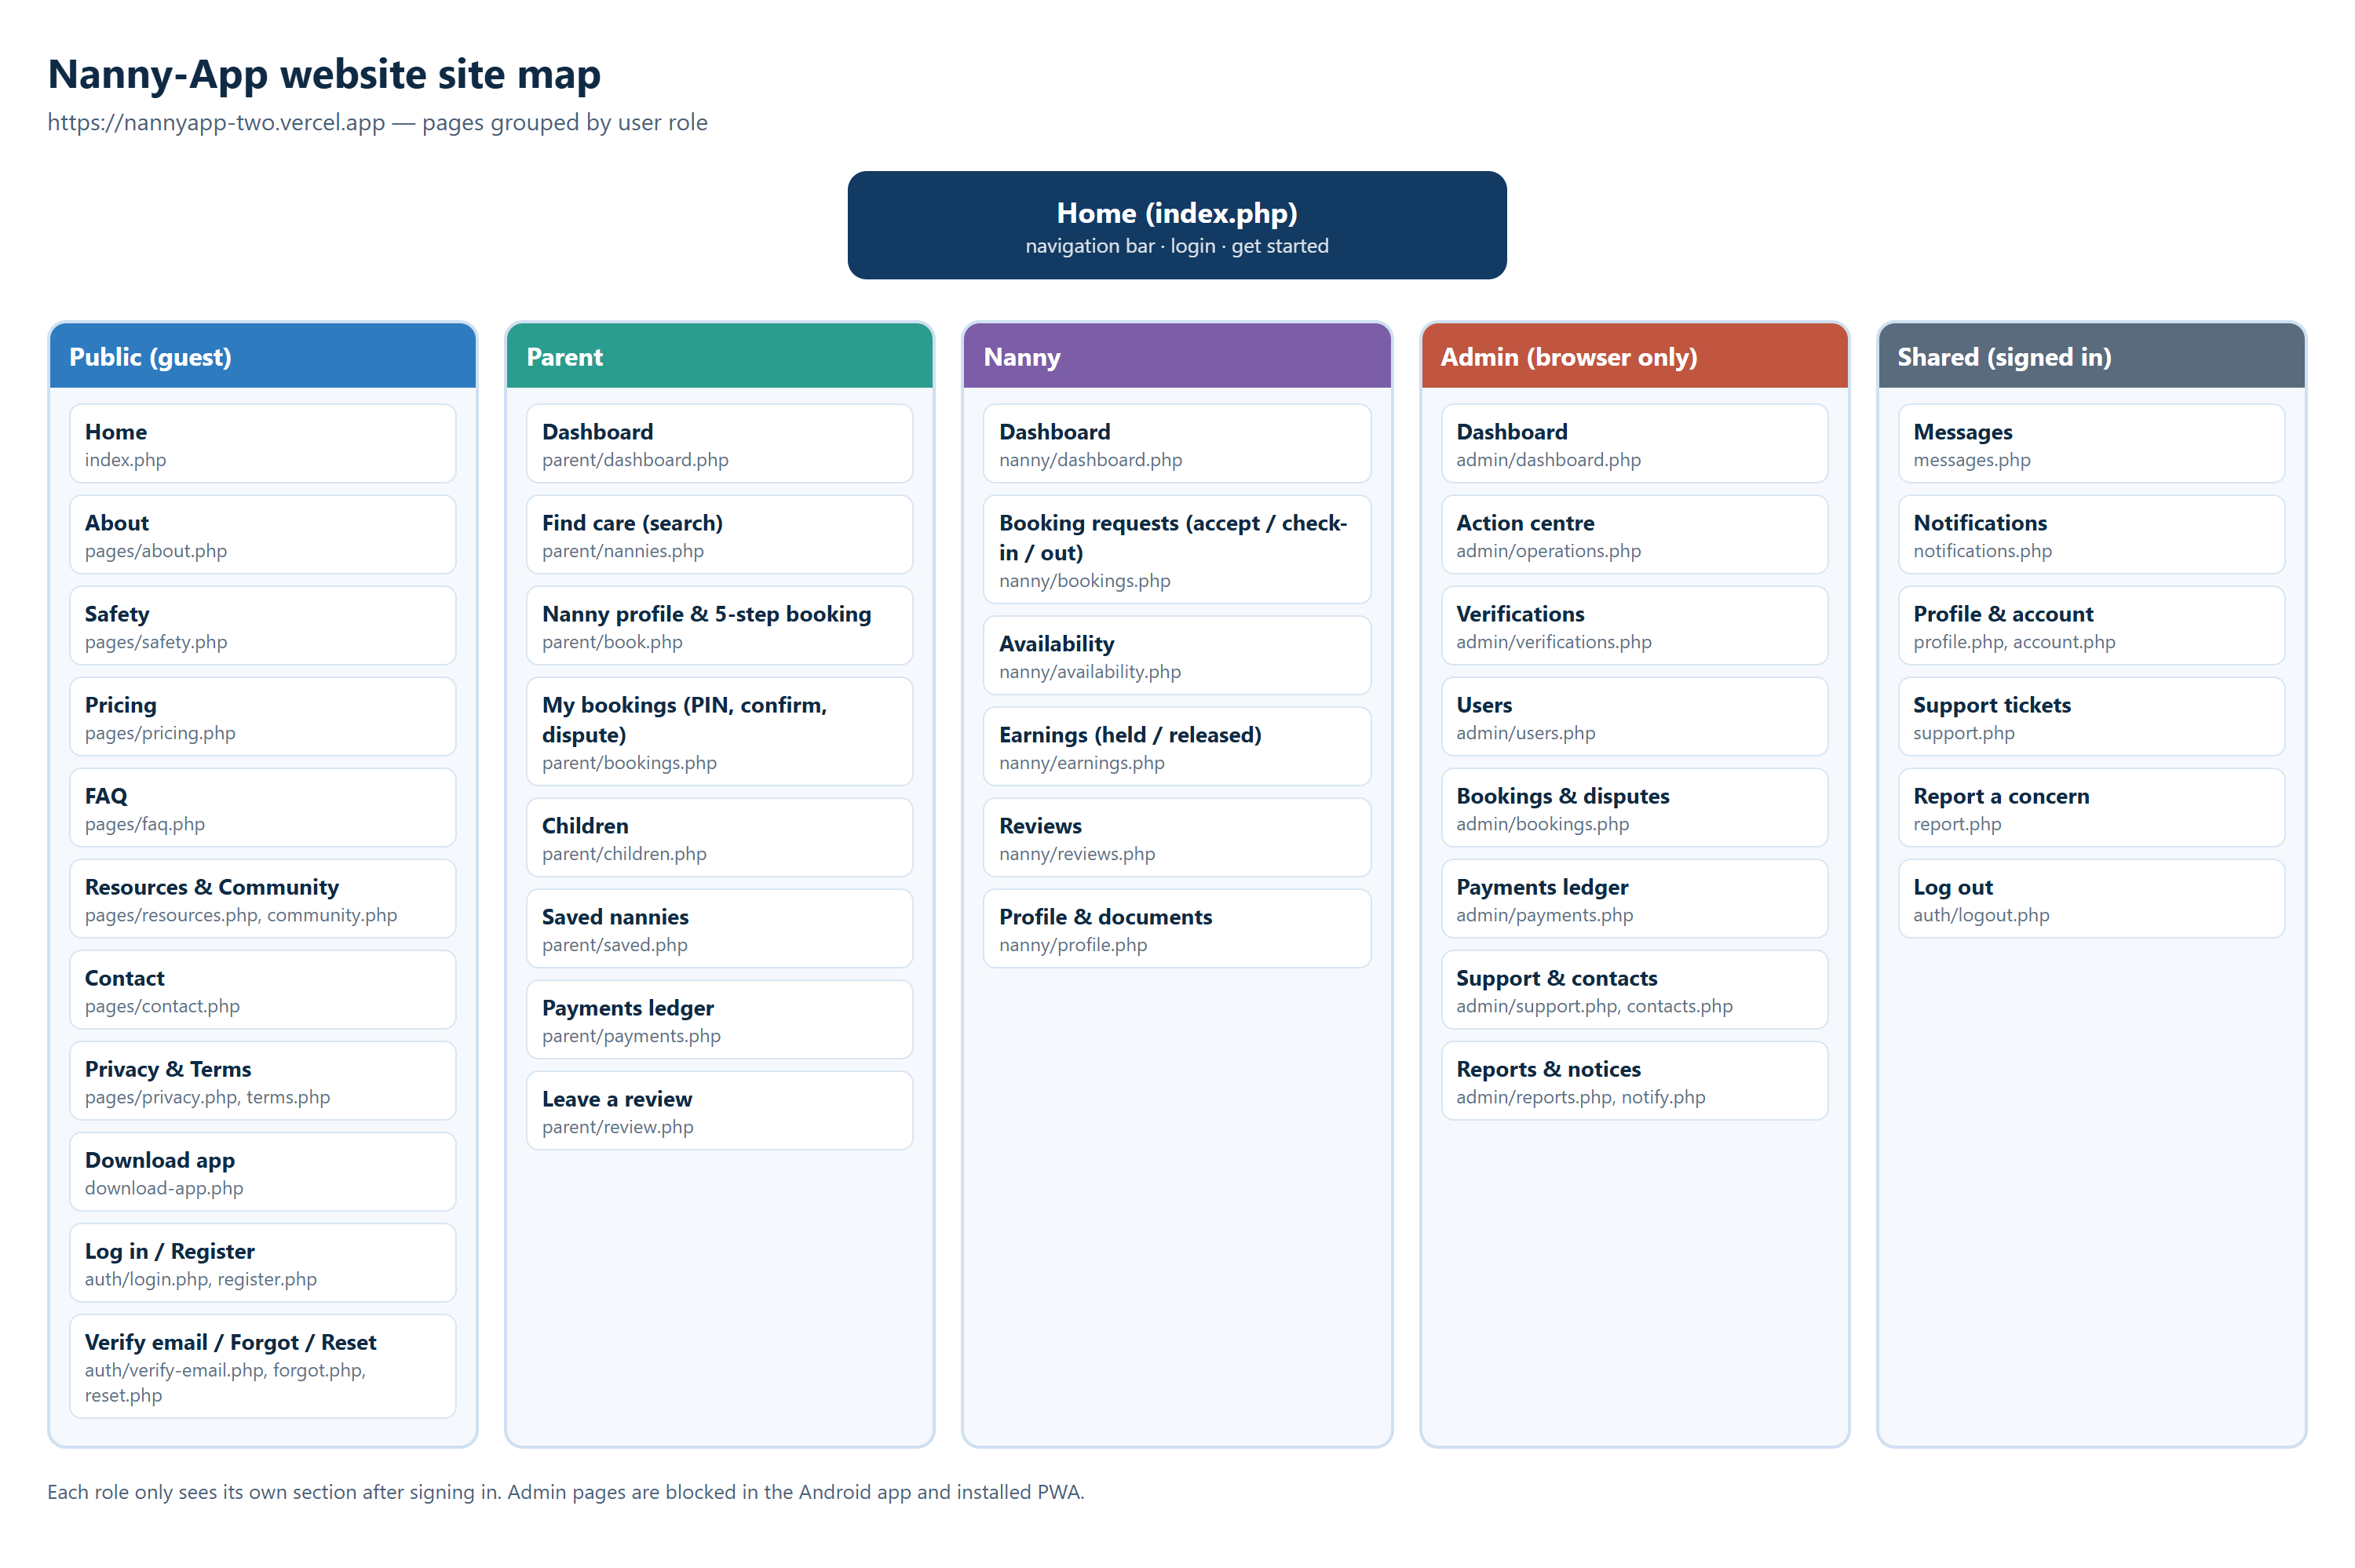 Nanny-App website site map
https://nannyapp-two.vercel.app — pages grouped by user role
Home (index.php)
navigation bar · login · get started
Public (guest)
Home
index.php
About
pages/about.php
Safety
pages/safety.php
Pricing
pages/pricing.php
FAQ
pages/faq.php
Resources & Community
pages/resources.php, community.php
Contact
pages/contact.php
Privacy & Terms
pages/privacy.php, terms.php
Download app
download-app.php
Log in / Register
auth/login.php, register.php
Verify email / Forgot / Reset
auth/verify-email.php, forgot.php,
reset.php
Parent
Dashboard
parent/dashboard.php
Find care (search)
parent/nannies.php
Nanny profile & 5-step booking
parent/book.php
My bookings (PIN, confirm,
dispute)
parent/bookings.php
Children
parent/children.php
Saved nannies
parent/saved.php
Payments ledger
parent/payments.php
Leave a review
parent/review.php
Nanny
Dashboard
nanny/dashboard.php
Booking requests (accept / check-
in / out)
nanny/bookings.php
Availability
nanny/availability.php
Earnings (held / released)
nanny/earnings.php
Reviews
nanny/reviews.php
Profile & documents
nanny/profile.php
Admin (browser only)
Dashboard
admin/dashboard.php
Action centre
admin/operations.php
Verifications
admin/verifications.php
Users
admin/users.php
Bookings & disputes
admin/bookings.php
Payments ledger
admin/payments.php
Support & contacts
admin/support.php, contacts.php
Reports & notices
admin/reports.php, notify.php
Shared (signed in)
Messages
messages.php
Notifications
notifications.php
Profile & account
profile.php, account.php
Support tickets
support.php
Report a concern
report.php
Log out
auth/logout.php
Each role only sees its own section after signing in. Admin pages are blocked in the Android app and installed PWA.